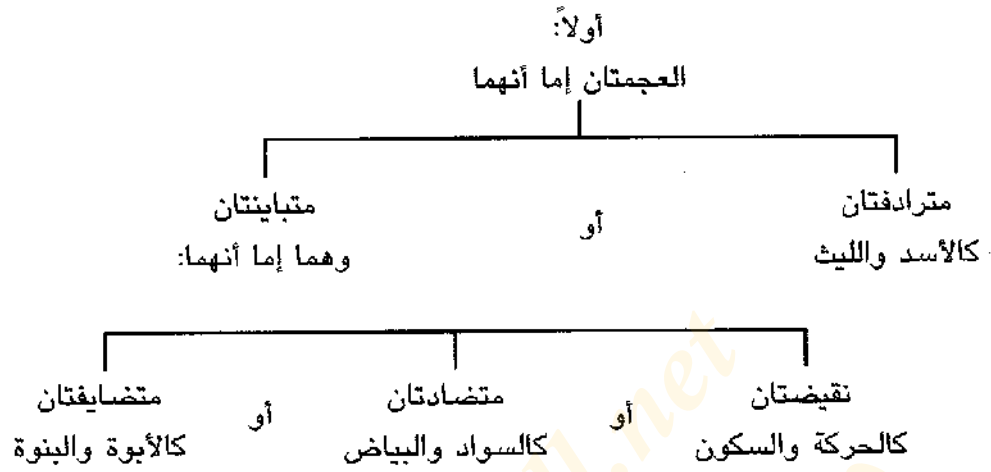 أولاً:
العجمتان إما أنهما
مترادفتان أو متباينتان
كالأسد والليث وهما إما أنهما:
نقيضتان أو متضادتان أو متضايفتان
كالحركة والسكون كالسواد والبياض كالأبوة والبنوة